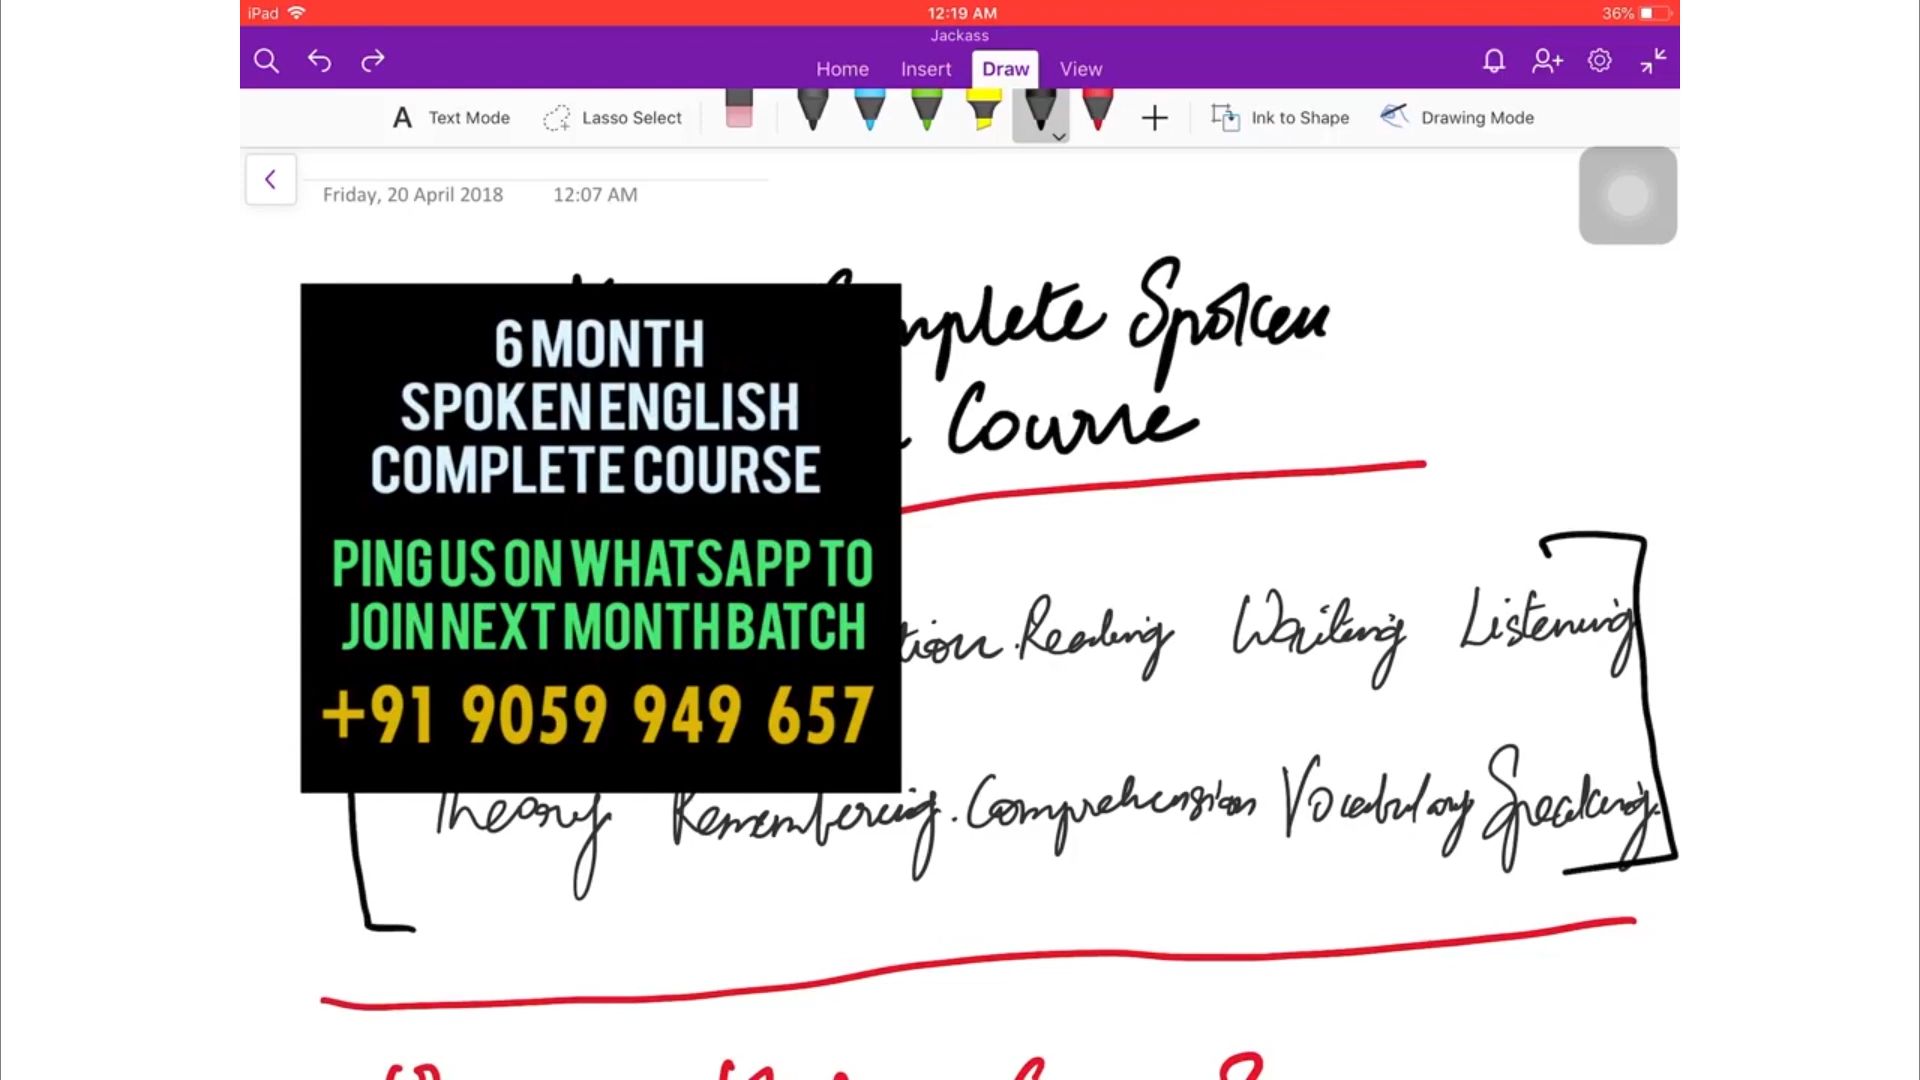 iPad 12:19 AM 36%
Jackass
Home Insert Draw View
A Text Mode Lasso Select Ink to Shape Drawing Mode
Friday, 20 April 2018 12:07 AM
mplete Spoken
Course
6 MONTH
SPOKEN ENGLISH
COMPLETE COURSE
PING US ON WHATSAPP TO
JOIN NEXT MONTH BATCH
+91 9059 949 657
tion. Reading Writing Listening
Theory Remembering. Comprehension Vocabulary Speaking.